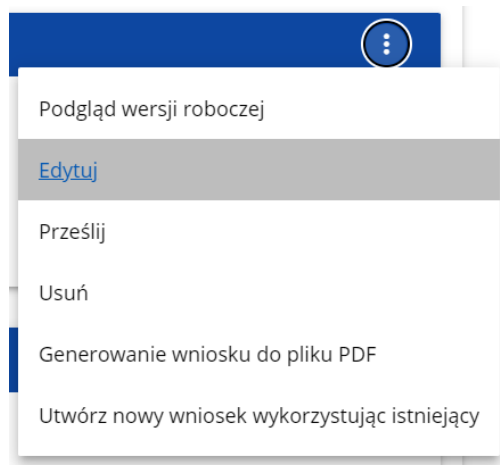 Podgląd wersji roboczej
Edytuj
Prześlij
Usuń
Generowanie wniosku do pliku PDF
Utwórz nowy wniosek wykorzystując istniejący